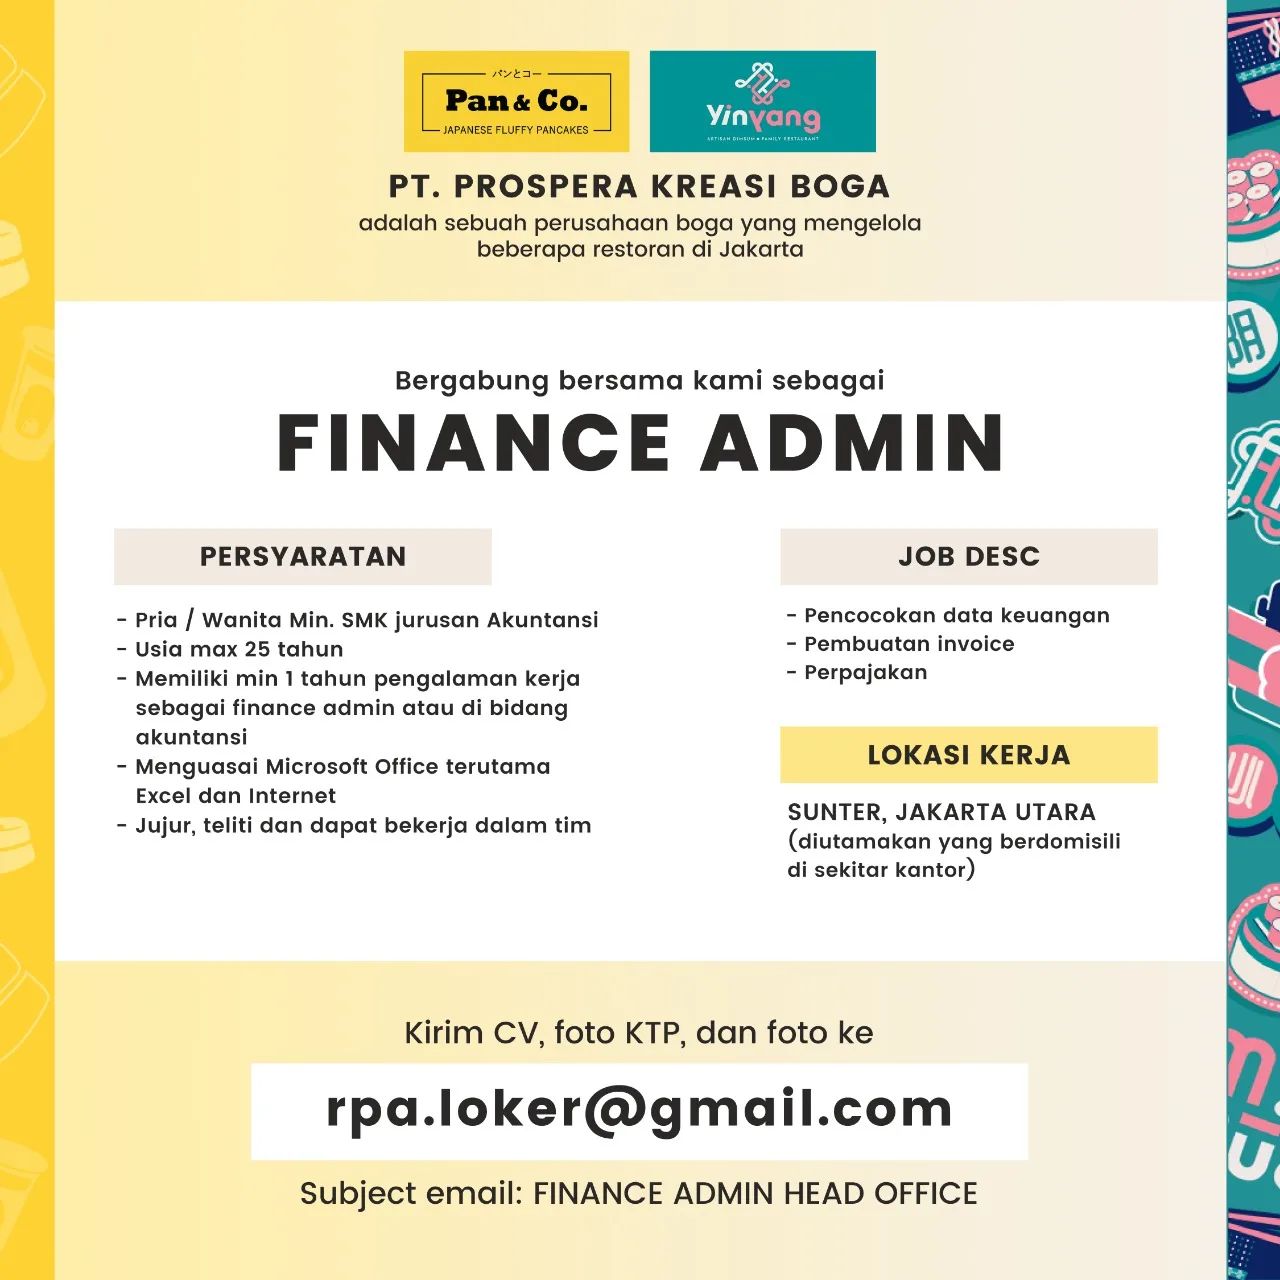 パンとコー
Pan & Co.
JAPANESE FLUFFY PANCAKES
Yinyang
ARTISAN DIMSUM • FAMILY RESTAURANT
PT. PROSPERA KREASI BOGA
adalah sebuah perusahaan boga yang mengelola
beberapa restoran di Jakarta
Bergabung bersama kami sebagai
FINANCE ADMIN
PERSYARATAN
- Pria / Wanita Min. SMK jurusan Akuntansi
- Usia max 25 tahun
- Memiliki min 1 tahun pengalaman kerja
sebagai finance admin atau di bidang
akuntansi
- Menguasai Microsoft Office terutama
Excel dan Internet
- Jujur, teliti dan dapat bekerja dalam tim
JOB DESC
- Pencocokan data keuangan
- Pembuatan invoice
- Perpajakan
LOKASI KERJA
SUNTER, JAKARTA UTARA
(diutamakan yang berdomisili
di sekitar kantor)
Kirim CV, foto KTP, dan foto ke
rpa.loker@gmail.com
Subject email: FINANCE ADMIN HEAD OFFICE